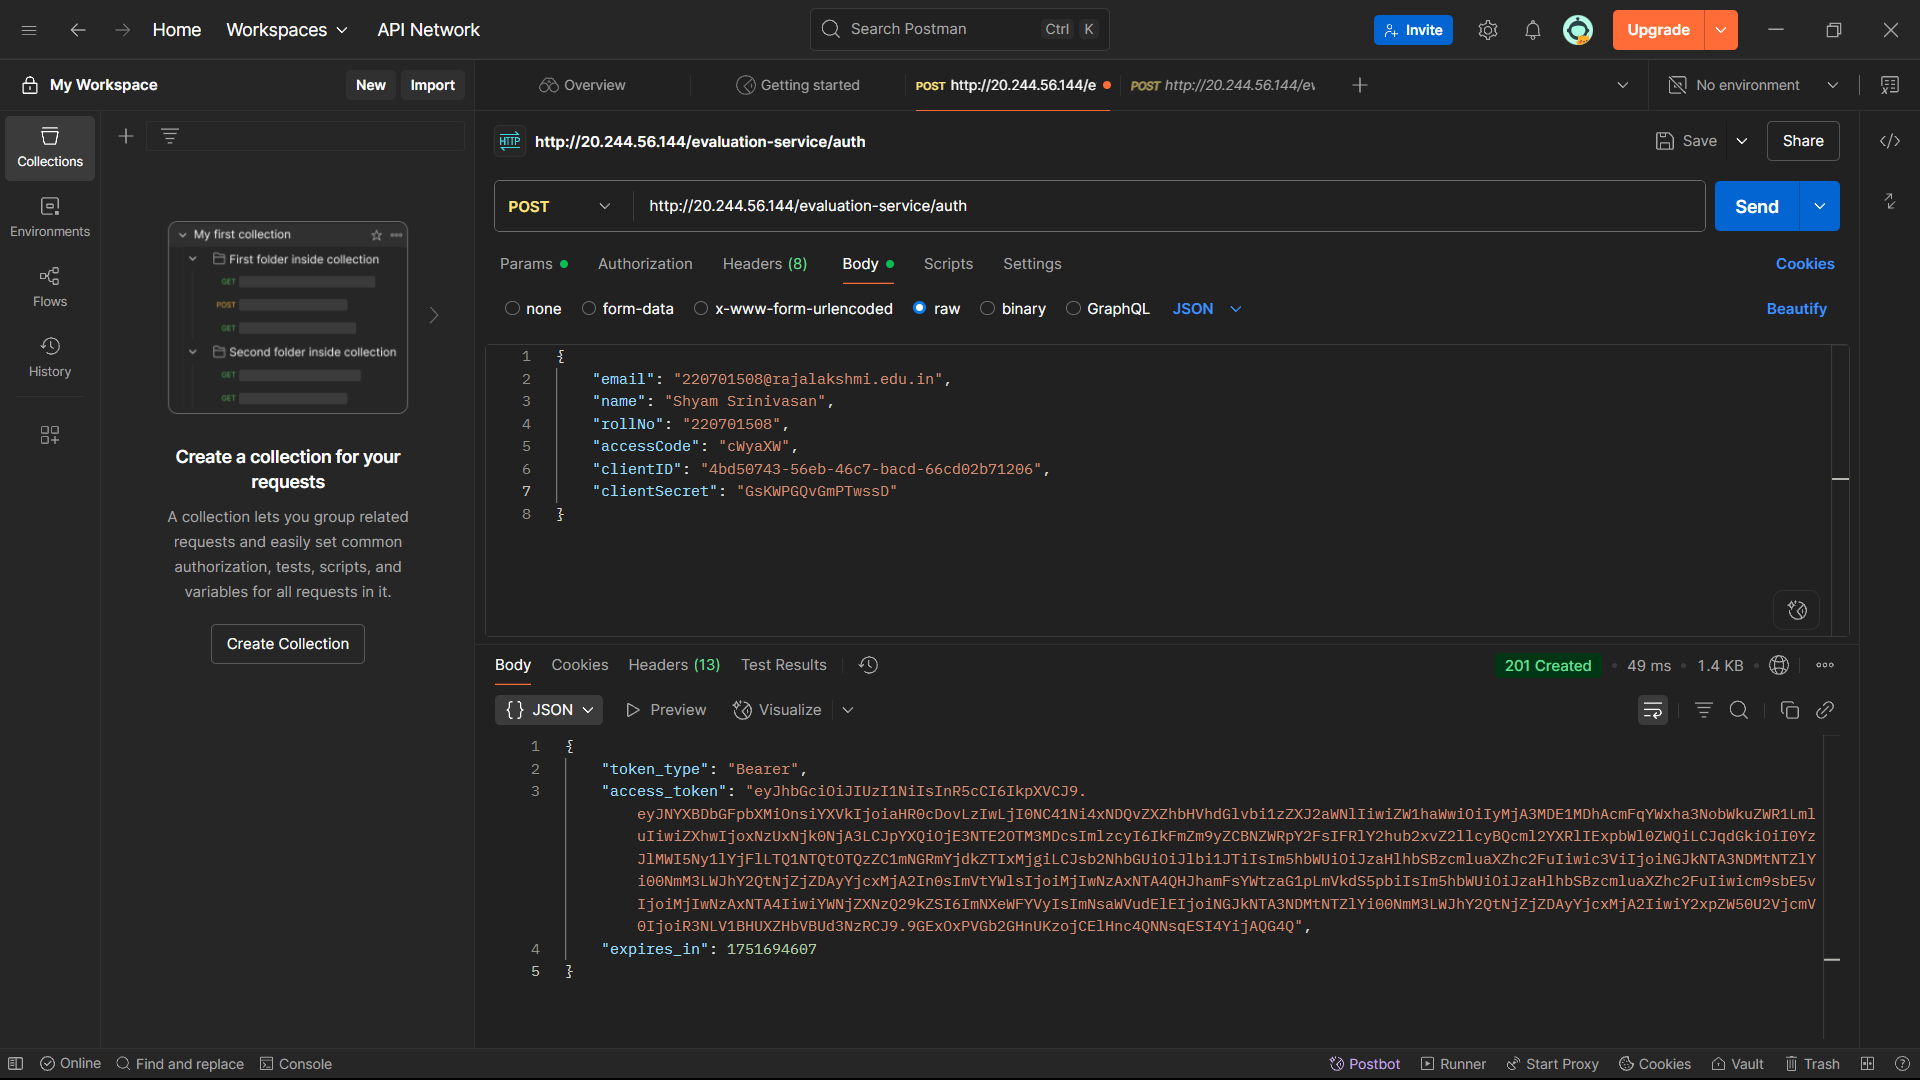 Home
Workspaces
API Network
Search Postman
Ctrl
K
Invite
Upgrade
My Workspace
New
Import
Overview
Getting started
POST http://20.244.56.144/e
POST http://20.244.56.144/ev
No environment
Collections
Environments
Flows
History
My first collection
First folder inside collection
GET
POST
GET
Second folder inside collection
GET
GET
Create a collection for your
requests
A collection lets you group related
requests and easily set common
authorization, tests, scripts, and
variables for all requests in it.
Create Collection
HTTP
http://20.244.56.144/evaluation-service/auth
Save
Share
POST
http://20.244.56.144/evaluation-service/auth
Send
Params
Authorization
Headers (8)
Body
Scripts
Settings
Cookies
none
form-data
x-www-form-urlencoded
raw
binary
GraphQL
JSON
Beautify
1 {
2 "email": "220701508@rajalakshmi.edu.in",
3 "name": "Shyam Srinivasan",
4 "rollNo": "220701508",
5 "accessCode": "cWyaXW",
6 "clientID": "4bd50743-56eb-46c7-bacd-66cd02b71206",
7 "clientSecret": "GsKWPGQvGmPTwssD"
8 }
Body
Cookies
Headers (13)
Test Results
201 Created
49 ms
1.4 KB
{} JSON
Preview
Visualize
1 {
2 "token_type": "Bearer",
3 "access_token": "eyJhbGciOiJIUzI1NiIsInR5cCI6IkpXVCJ9.
4 "expires_in": 1751694607
5 }
Online
Find and replace
Console
Postbot
Runner
Start Proxy
Cookies
Vault
Trash